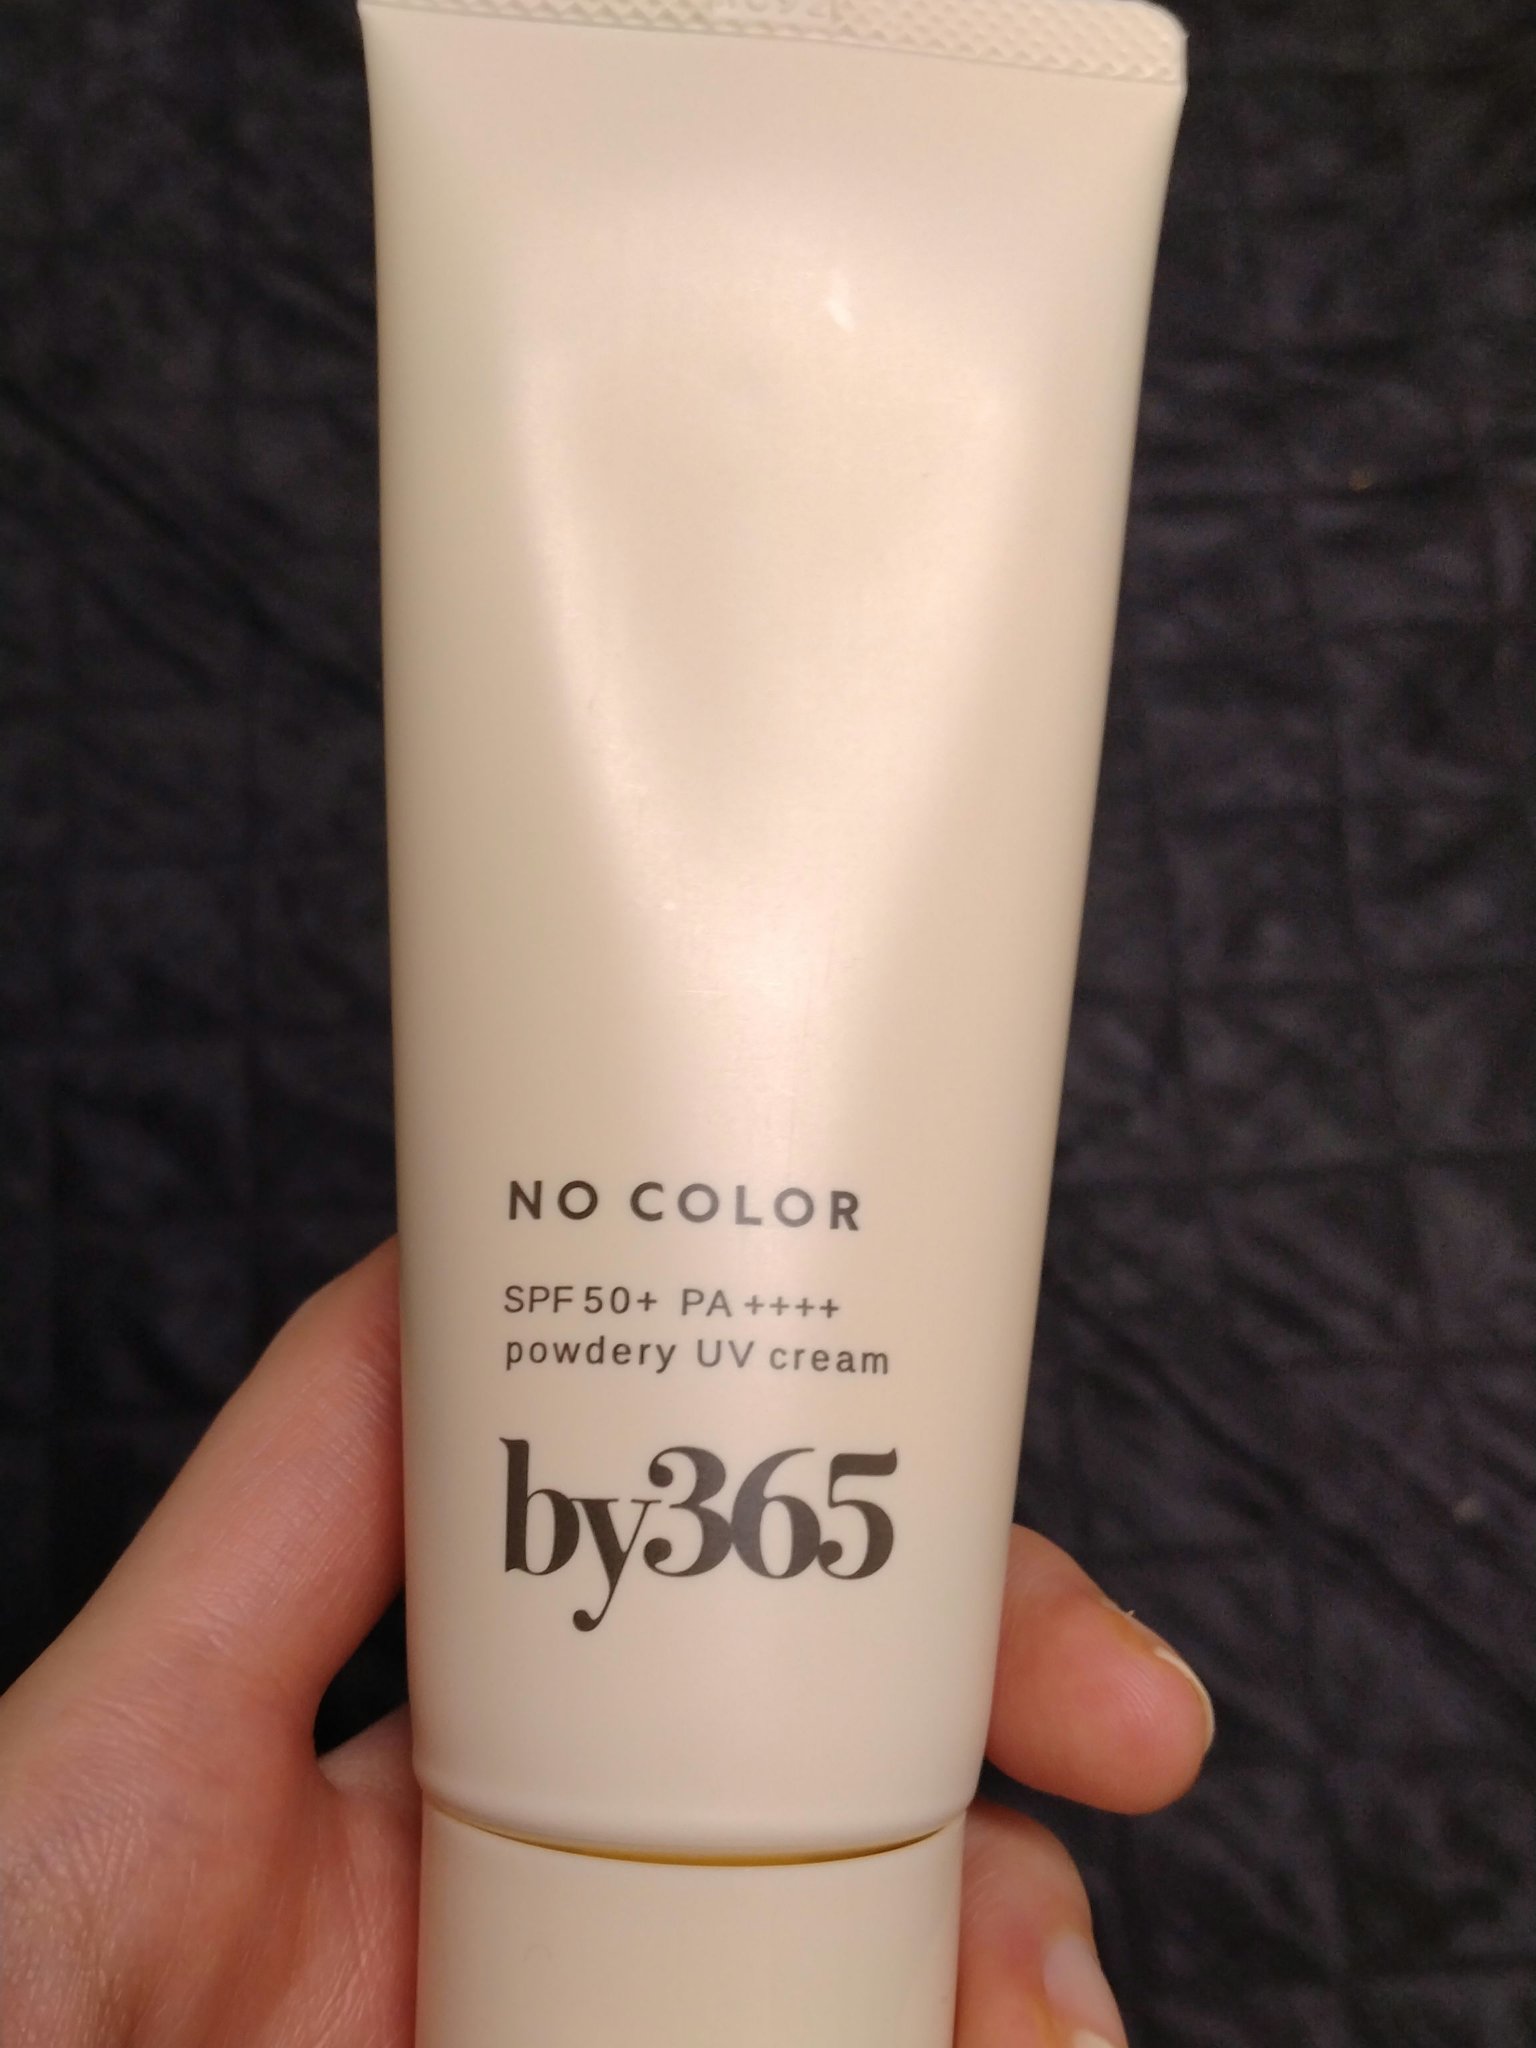 NO COLOR
SPF50+ PA++++
powdery UV cream
by365